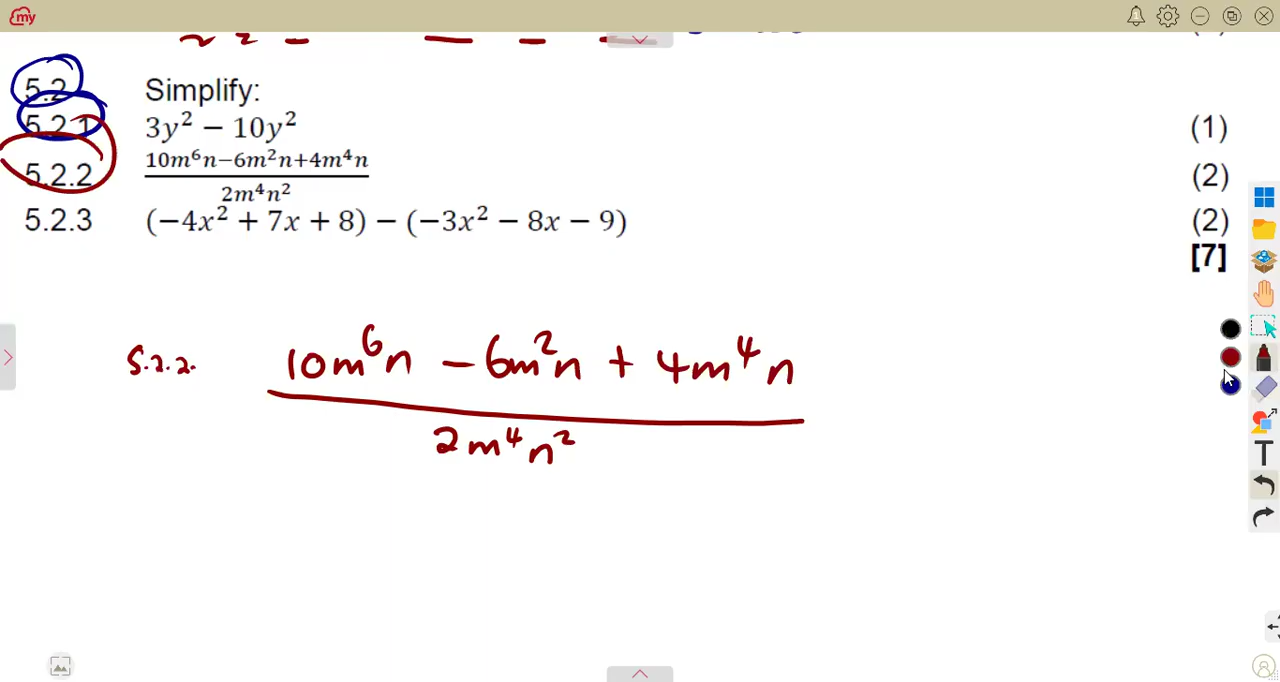 my
5.2 Simplify:
5.2.1 3y² − 10y² (1)
5.2.2 (10m⁶n−6m²n+4m⁴n)/(2m⁴n²) (2)
5.2.3 (−4x² + 7x + 8) − (−3x² − 8x − 9) (2)
[7]
5.2.2. 10m⁶n − 6m²n + 4m⁴n
2m⁴n²
T